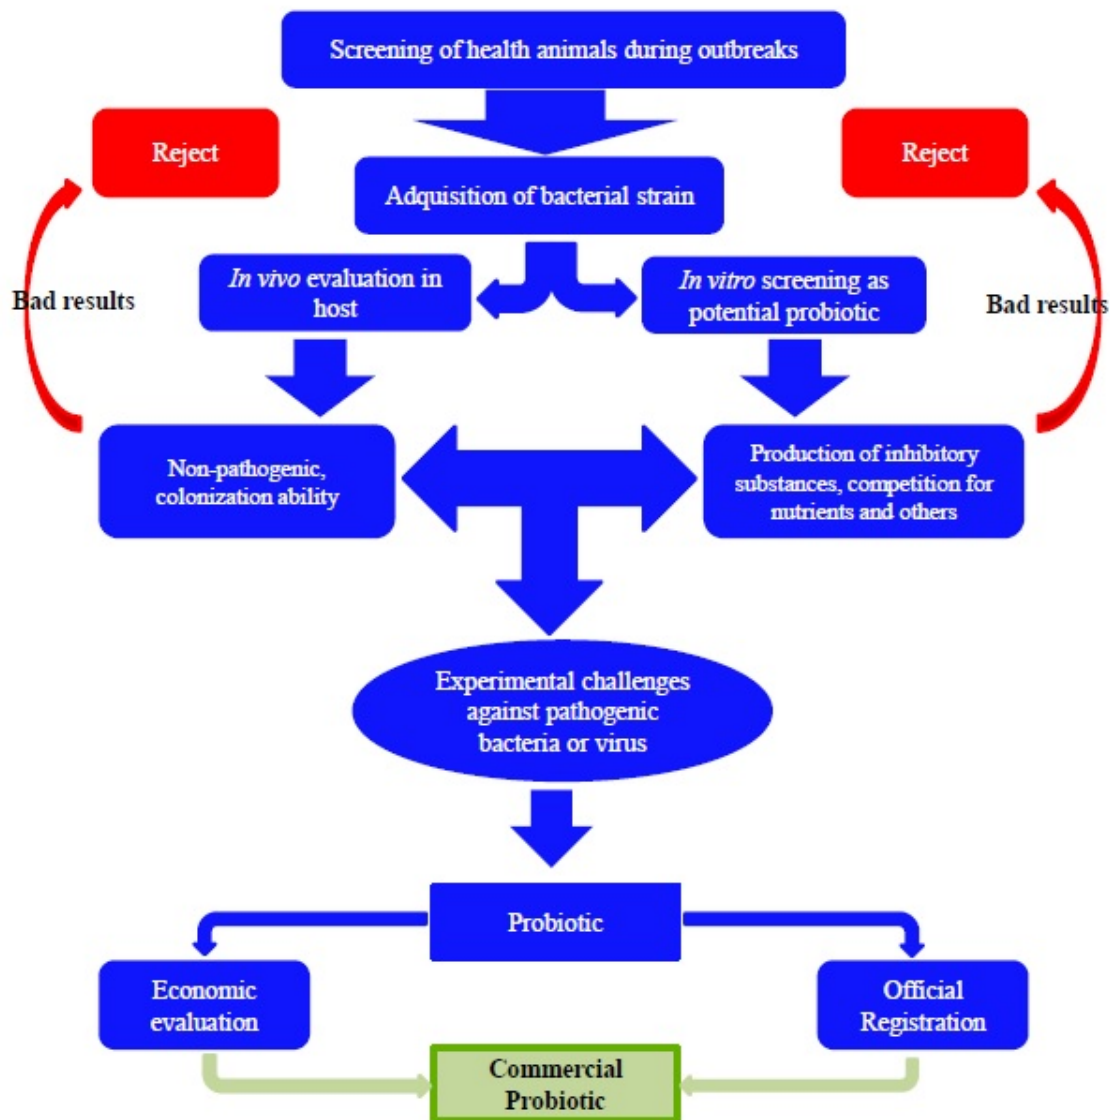 Screening of health animals during outbreaks
Reject
Reject
Adquisition of bacterial strain
In vivo evaluation in
host
In vitro screening as
potential probiotic
Bad results
Bad results
Non-pathogenic,
colonization ability
Production of inhibitory
substances, competition for
nutrients and others
Experimental challenges
against pathogenic
bacteria or virus
Probiotic
Economic
evaluation
Official
Registration
Commercial
Probiotic